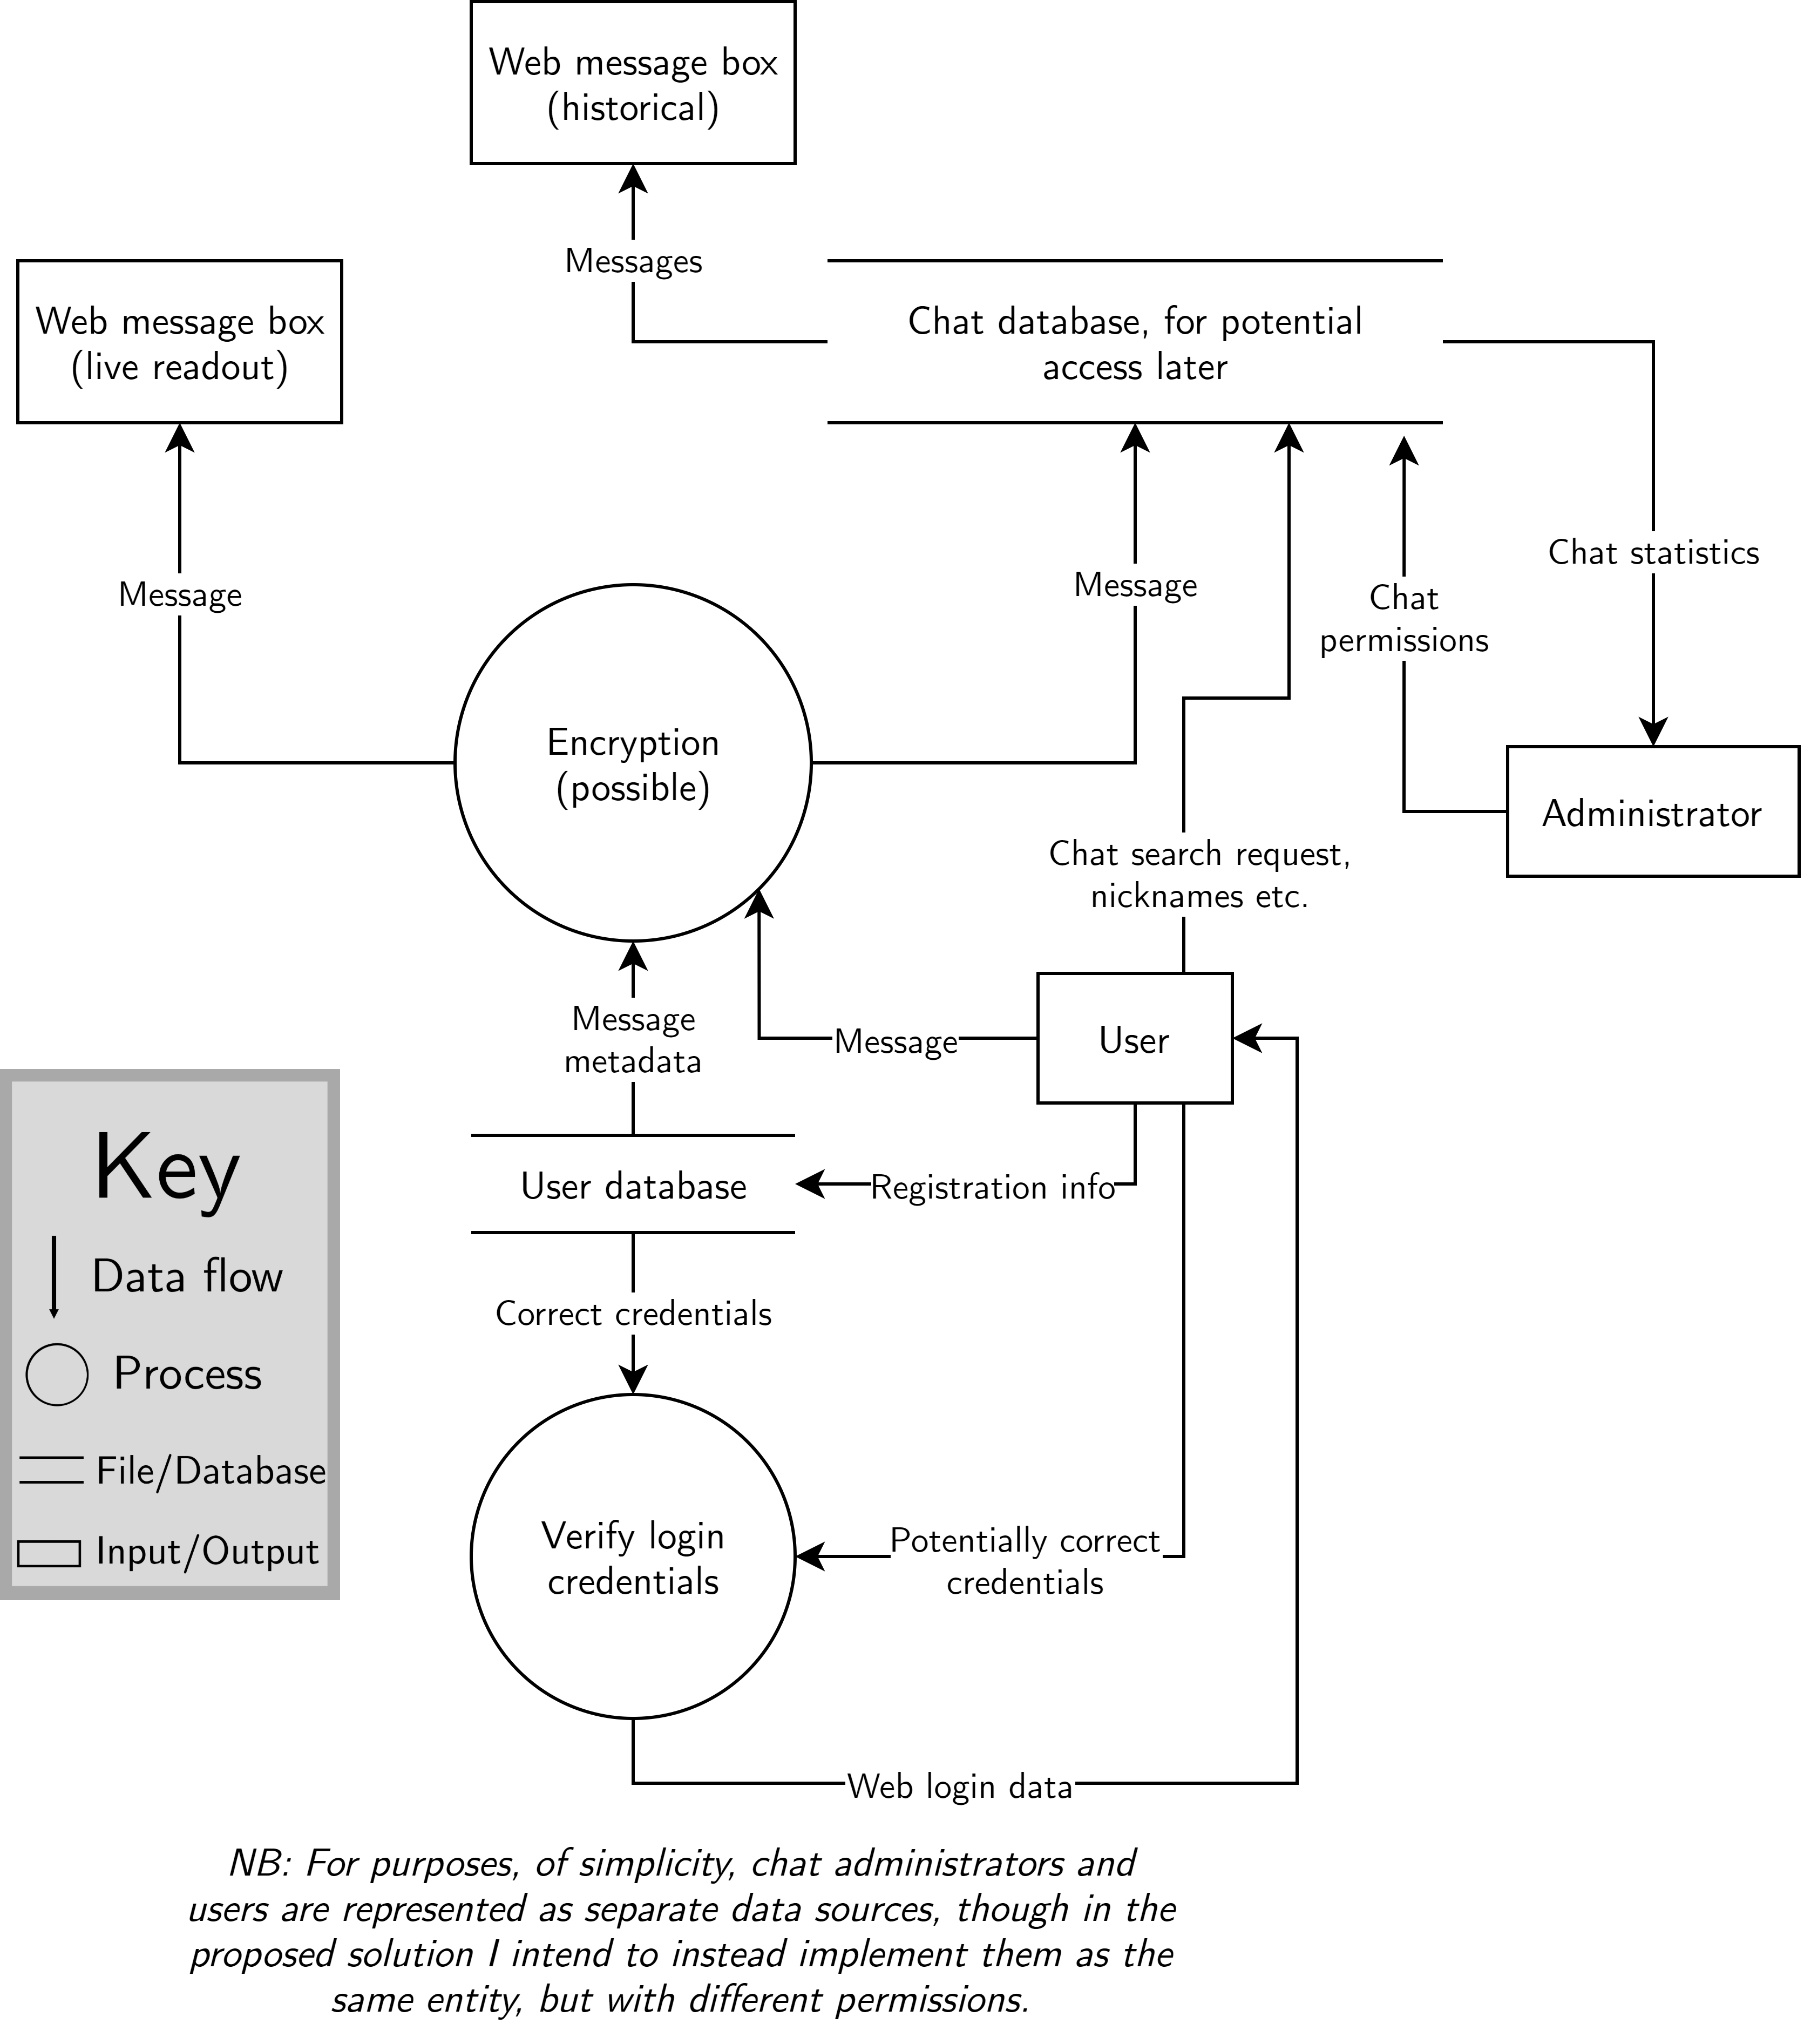 Web message box
(historical)
Messages
Web message box
(live readout)
Chat database, for potential
access later
Message
Message
Chat
permissions
Chat statistics
Encryption
(possible)
Administrator
Chat search request,
nicknames etc.
Message
metadata
Message
User
User database
Registration info
Key
Data flow
Process
File/Database
Input/Output
Correct credentials
Verify login
credentials
Potentially correct
credentials
Web login data
NB: For purposes, of simplicity, chat administrators and
users are represented as separate data sources, though in the
proposed solution I intend to instead implement them as the
same entity, but with different permissions.